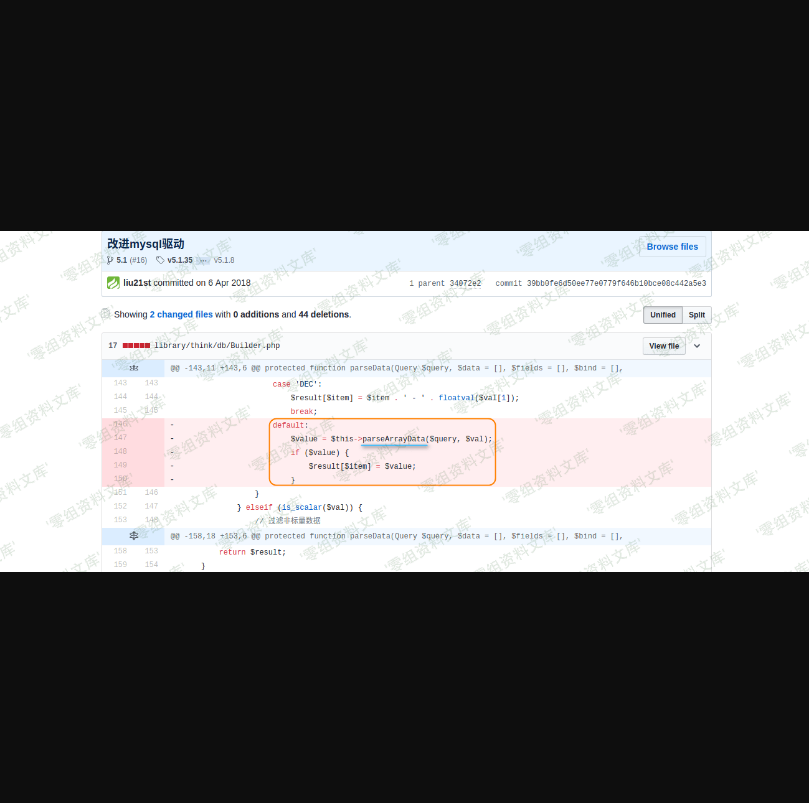 改进mysql驱动
Browse files
5.1 (#16) v5.1.35 ... V5.1.8
liu21st committed on 6 Apr 2018
1 parent 34072e2 commit 39bb0fe6d50ee77e0779f646b10bce08c442a5e3
Showing 2 changed files with 0 additions and 44 deletions.
Unified Split
17 library/think/db/Builder.php
View file
@@ -143,11 +143,6 @@ protected function parseData(Query $query, $data = [], $fields = [], $bind = [],
143 143 case 'DEC':
144 144 $result[$item] = $item . ' - ' . floatval($val[1]);
145 145 break;
146 - default:
147 - $value = $this->parseArrayData($query, $val);
148 - if ($value) {
149 - $result[$item] = $value;
150 - }
151 146 }
152 147 } elseif (is_scalar($val)) {
153 148 // 过滤非标量数据
@@ -158,18 +153,6 @@ protected function parseData(Query $query, $data = [], $fields = [], $bind = [],
158 153 return $result;
159 154 }
'零组资料文库'